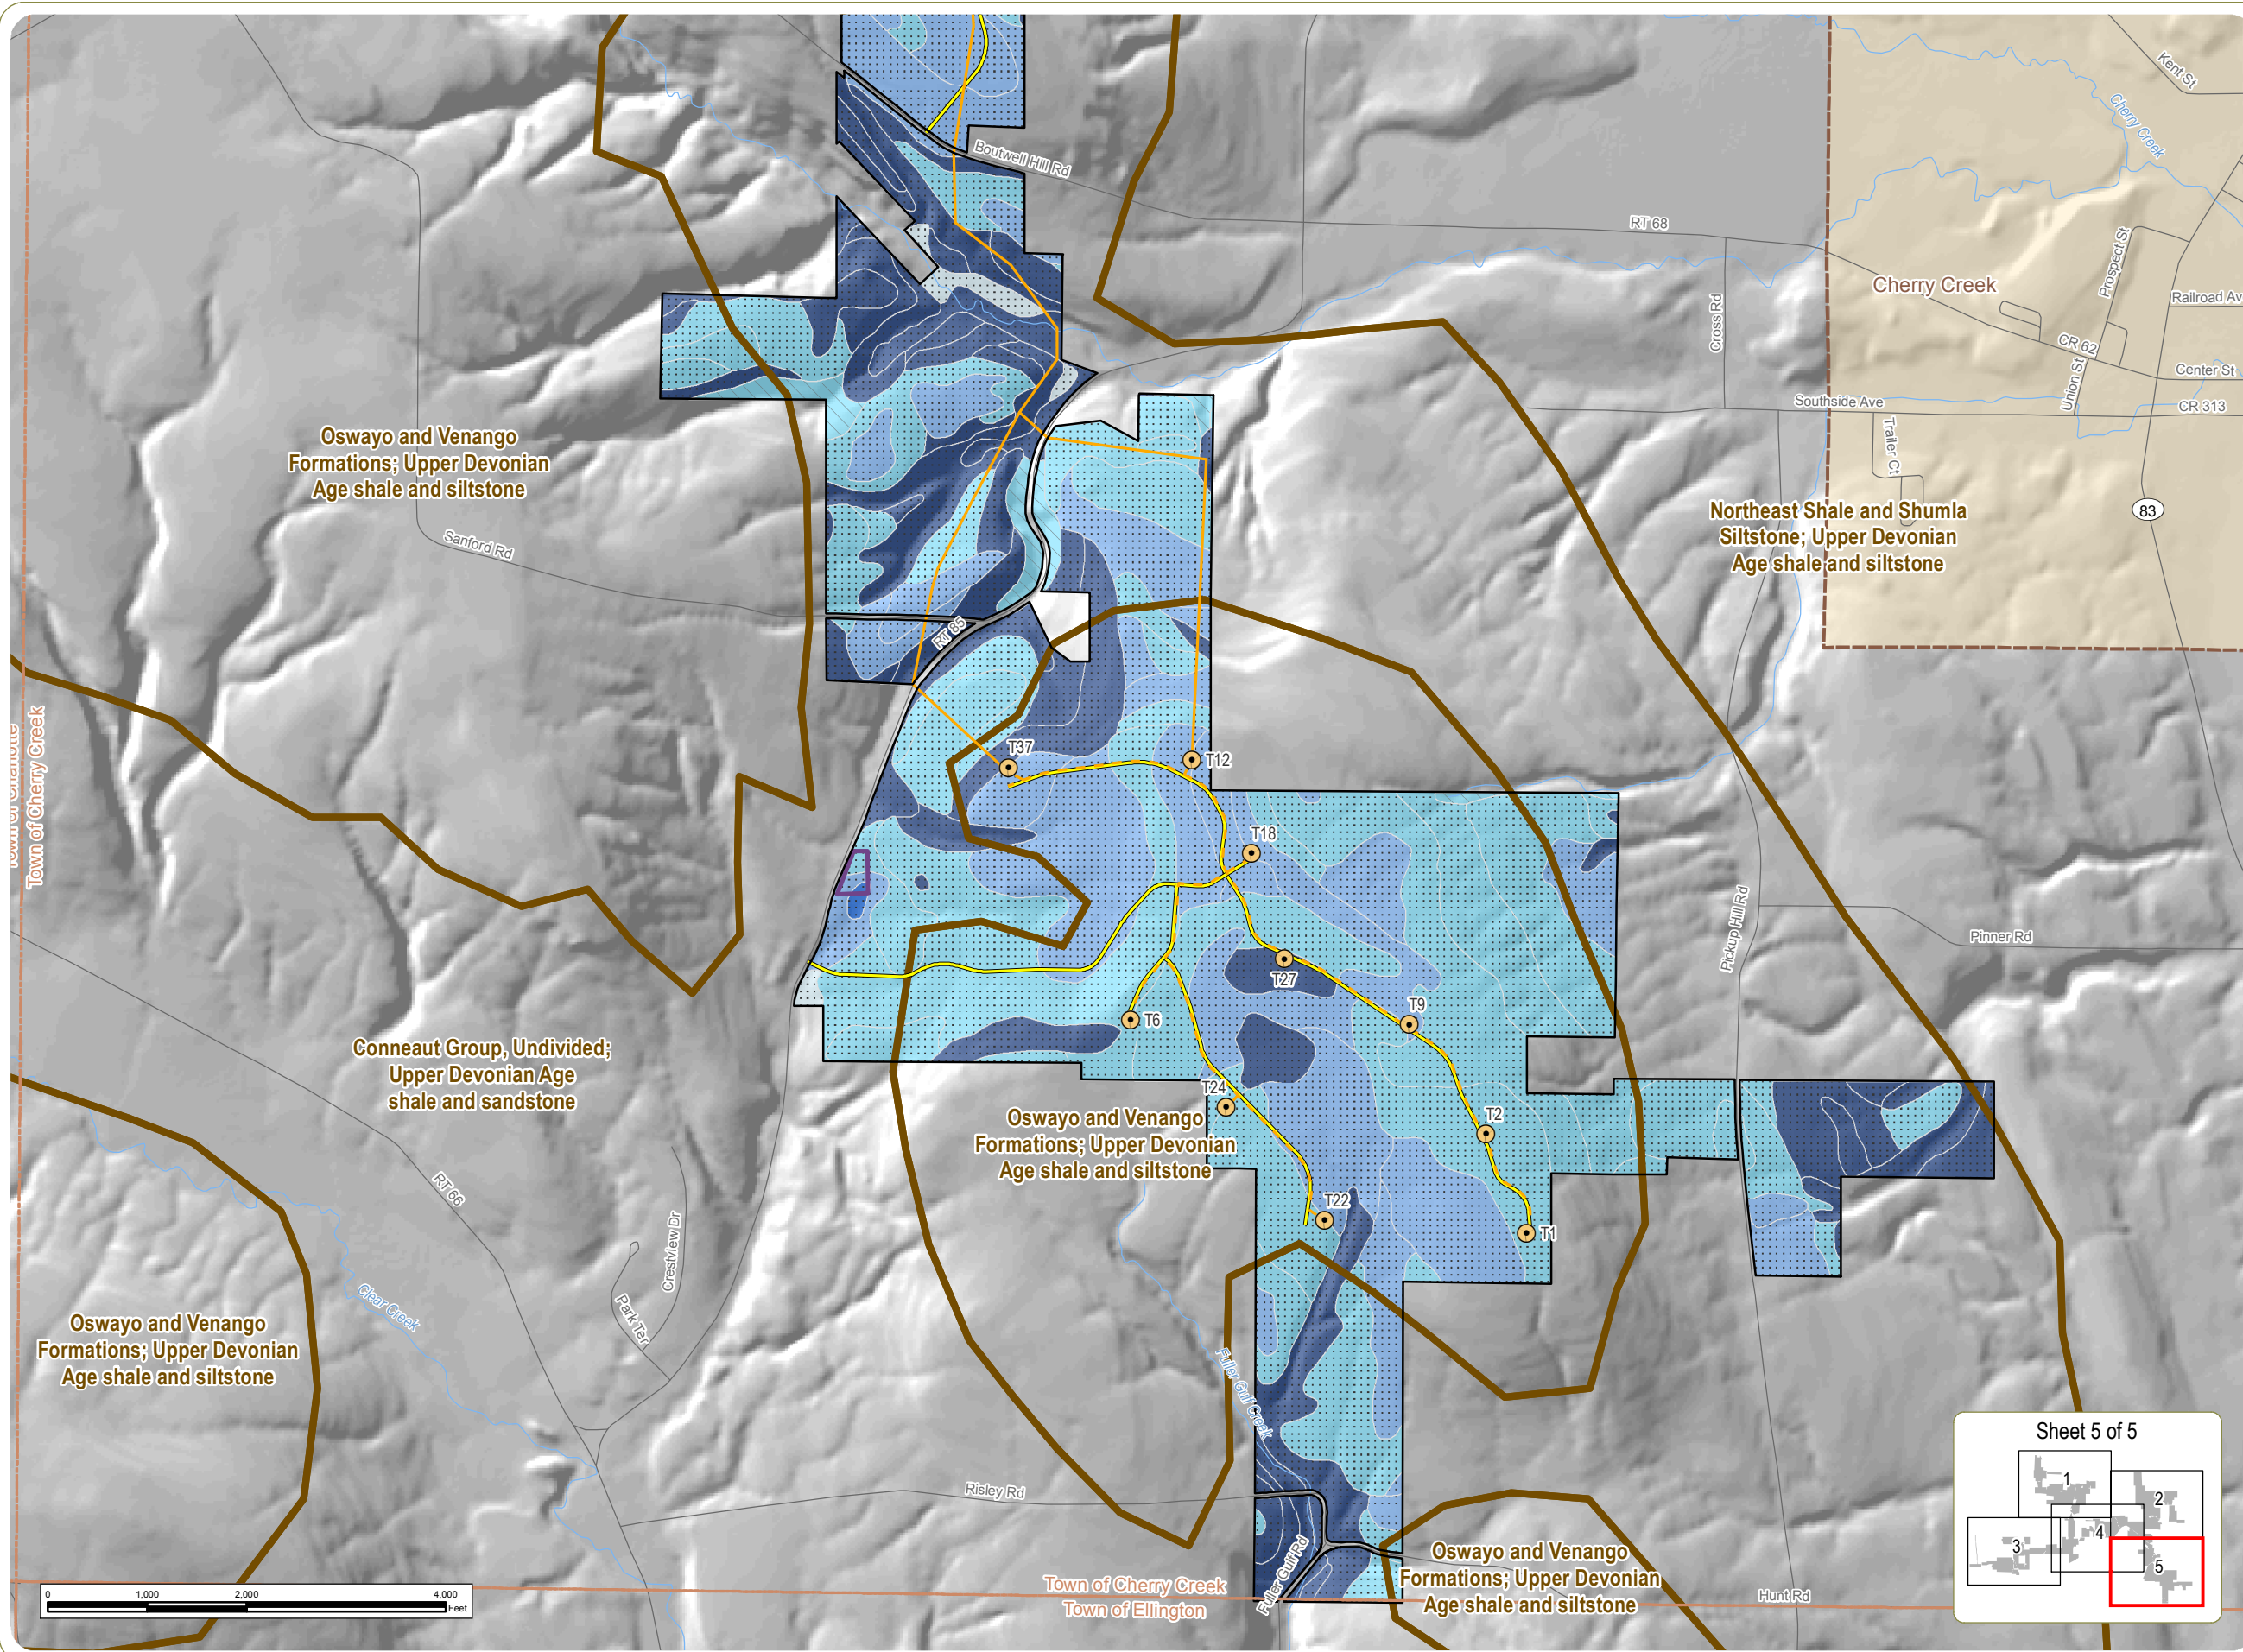 Kent St
Cherry Creek
Boutwell Hill Rd
RT 68
Cherry Creek
Prospect St
Railroad Av
Cross Rd
CR 62
Center St
Union St
Southside Ave
CR 313
Trailer Ct
Oswayo and Venango
Formations; Upper Devonian
Age shale and siltstone
Northeast Shale and Shumla
Siltstone; Upper Devonian
Age shale and siltstone
83
Sanford Rd
RT 85
Town of Cherry Creek
T37
T12
T18
Pickup Hill Rd
Pinner Rd
T27
T9
T6
Conneaut Group, Undivided;
Upper Devonian Age
shale and sandstone
T24
Oswayo and Venango
Formations; Upper Devonian
Age shale and siltstone
T2
RT 66
Crestview Dr
T22
T1
Clear Creek
Park Ter
Oswayo and Venango
Formations; Upper Devonian
Age shale and siltstone
Fuller Gulf Creek
Risley Rd
Fuller Gulf Rd
Oswayo and Venango
Formations; Upper Devonian
Age shale and siltstone
Hunt Rd
Town of Cherry Creek
Town of Ellington
0 1,000 2,000 4,000
Feet
Sheet 5 of 5
1
2
4
3
5